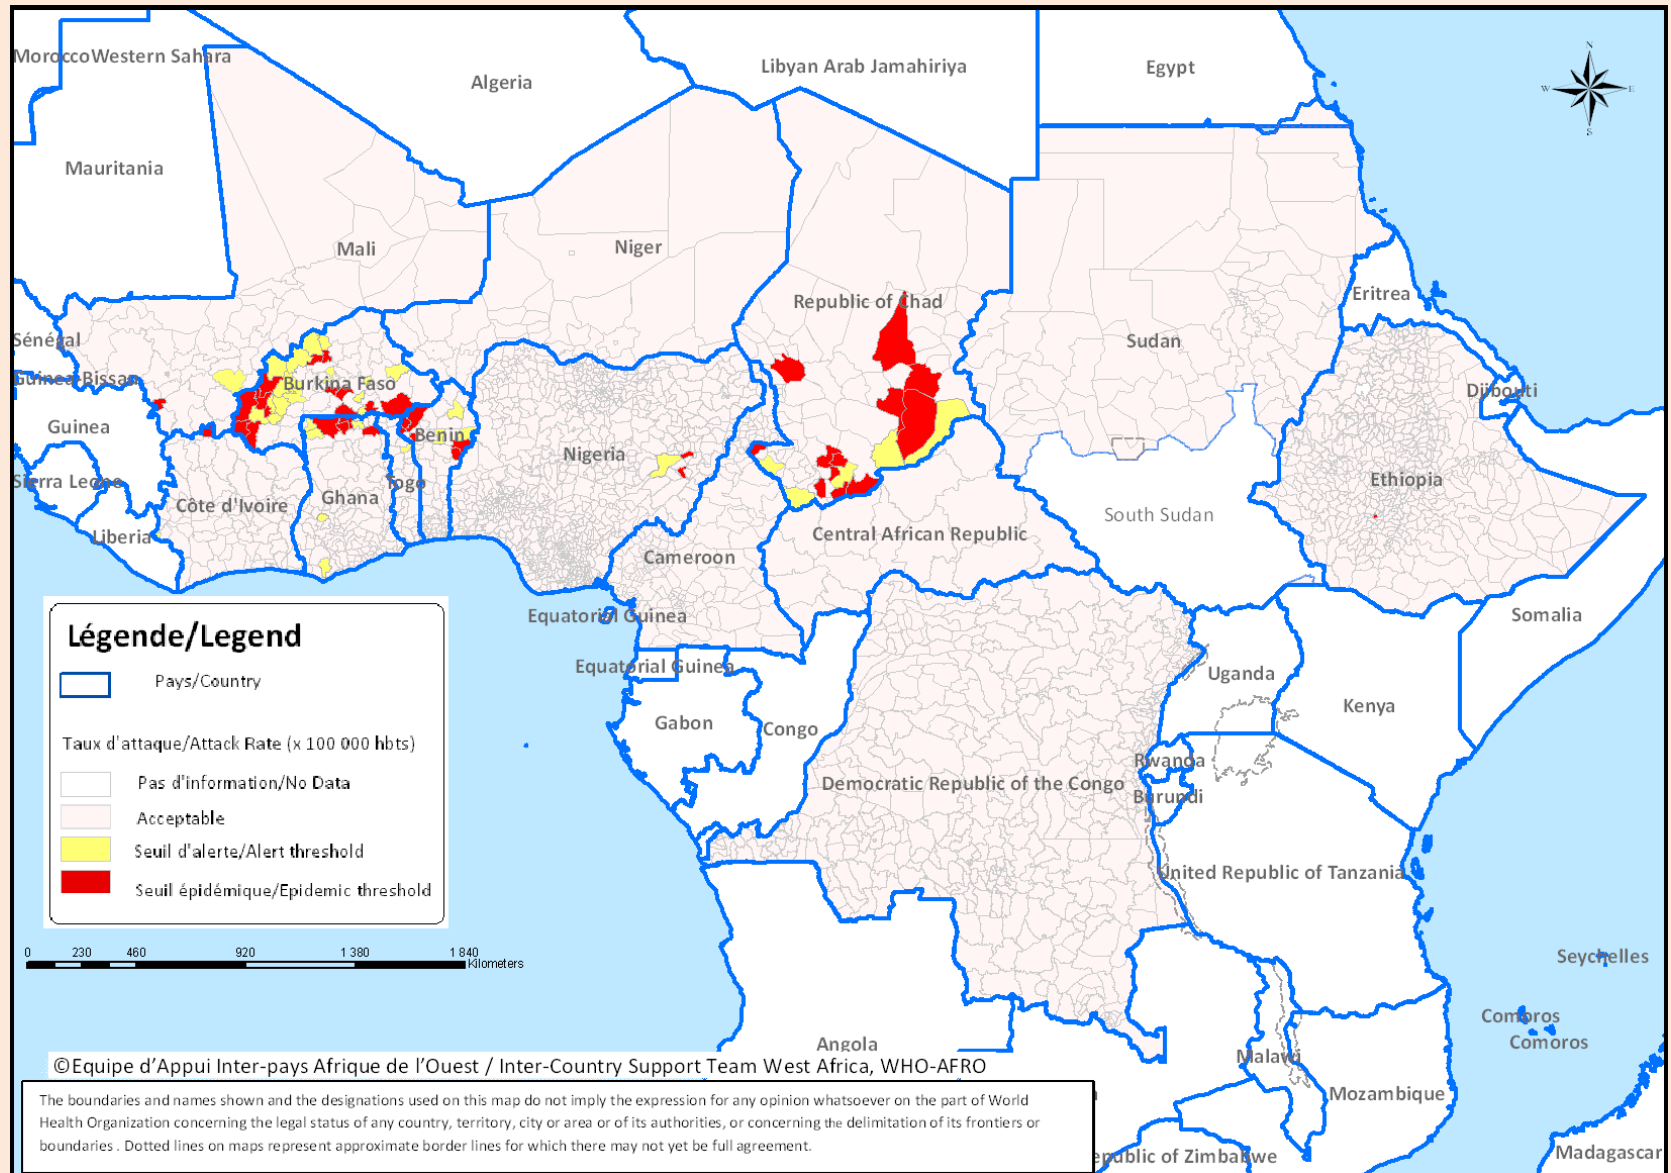 N
W
E
S
Morocco
Western Sahara
Algeria
Libyan Arab Jamahiriya
Egypt
Mauritania
Mali
Niger
Republic of Chad
Sudan
Eritrea
Sénégal
Guinea-Bissau
Burkina Faso
Djibouti
Guinea
Benin
Nigeria
Ethiopia
Sierra Leone
Côte d'Ivoire
Ghana
Togo
South Sudan
Liberia
Central African Republic
Cameroon
Equatorial Guinea
Somalia
Equatorial Guinea
Uganda
Gabon
Congo
Kenya
Rwanda
Democratic Republic of the Congo
Burundi
United Republic of Tanzania
Seychelles
Comoros
Comoros
Angola
Malawi
Mozambique
epublic of Zimbabwe
Madagascar
Légende/Legend
Pays/Country
Taux d'attaque/Attack Rate (x 100 000 hbts)
Pas d'information/No Data
Acceptable
Seuil d'alerte/Alert threshold
Seuil épidémique/Epidemic threshold
0 230 460 920 1 380 1 840
Kilometers
©Equipe d'Appui Inter-pays Afrique de l'Ouest / Inter-Country Support Team West Africa, WHO-AFRO
The boundaries and names shown and the designations used on this map do not imply the expression for any opinion whatsoever on the part of World
Health Organization concerning the legal status of any country, territory, city or area or of its authorities, or concerning the delimitation of its frontiers or
boundaries . Dotted lines on maps represent approximate border lines for which there may not yet be full agreement.